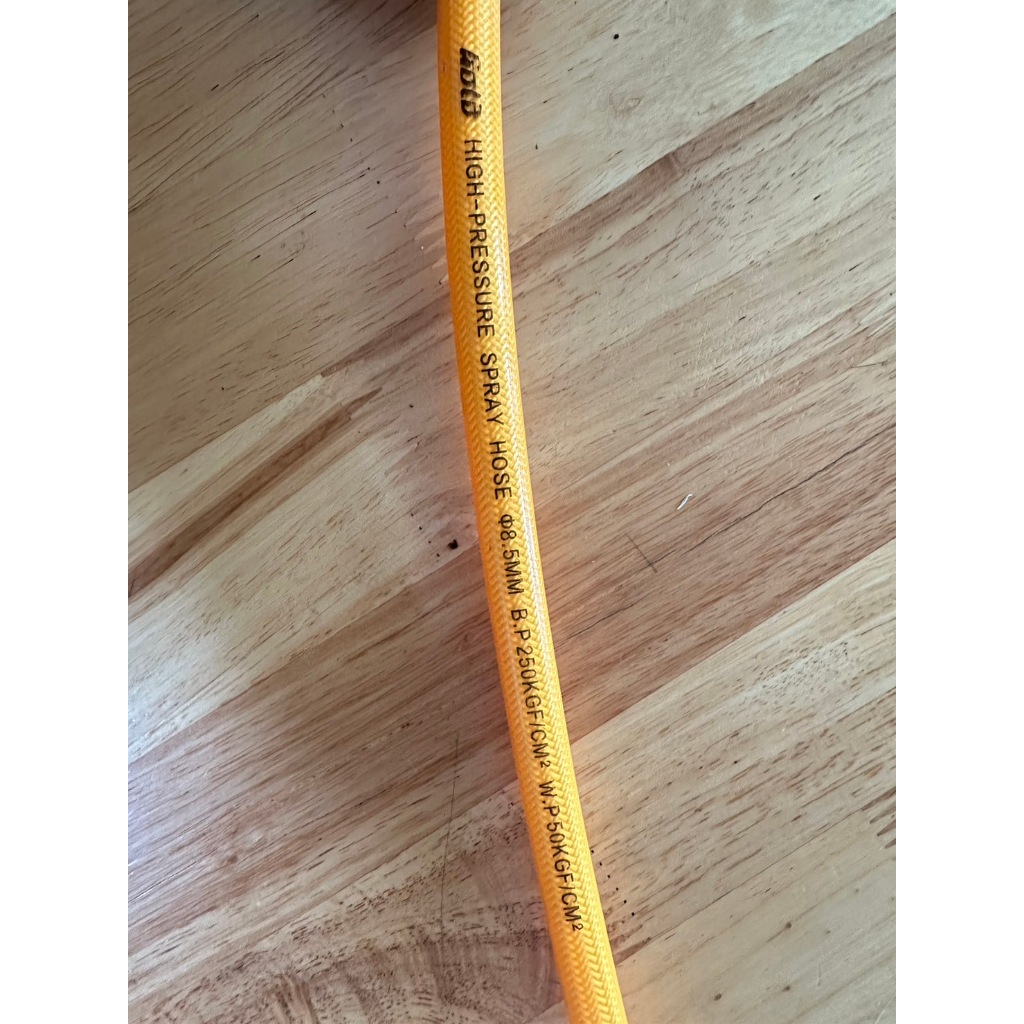 HIGH-PRESSURE SPRAY HOSE Φ8.5MM B.P 250KGF/CM² W.P 50KGF/CM²